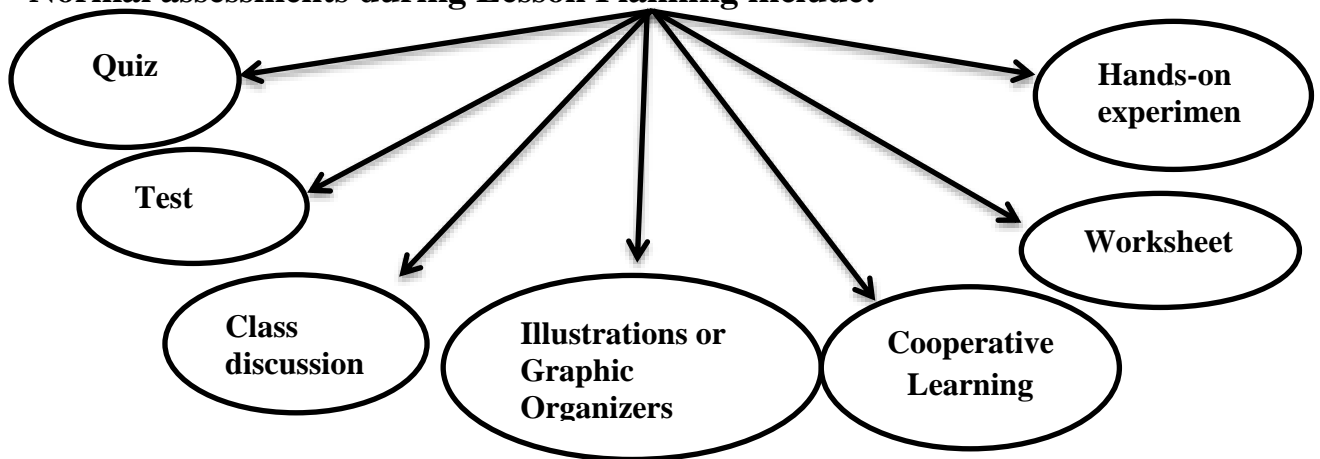 Normal assessments during Lesson Planning include:
Quiz
Test
Class
discussion
Illustrations or
Graphic
Organizers
Cooperative
Learning
Worksheet
Hands-on
experimen